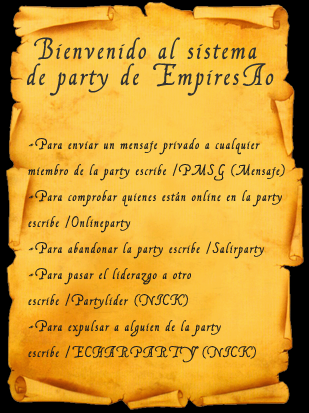 Bienvenido al sistema
de party de EmpiresAo
-Para enviar un mensaje privado a cualquier
miembro de la party escribe /PMSG (Mensaje)
-Para comprobar quienes están online en la party
escribe /Onlineparty
-Para abandonar la party escribe /Salirparty
-Para pasar el liderazgo a otro
escribe /Partylider (NICK)
-Para expulsar a alguien de la party
escribe /ECHARPARTY (NICK)